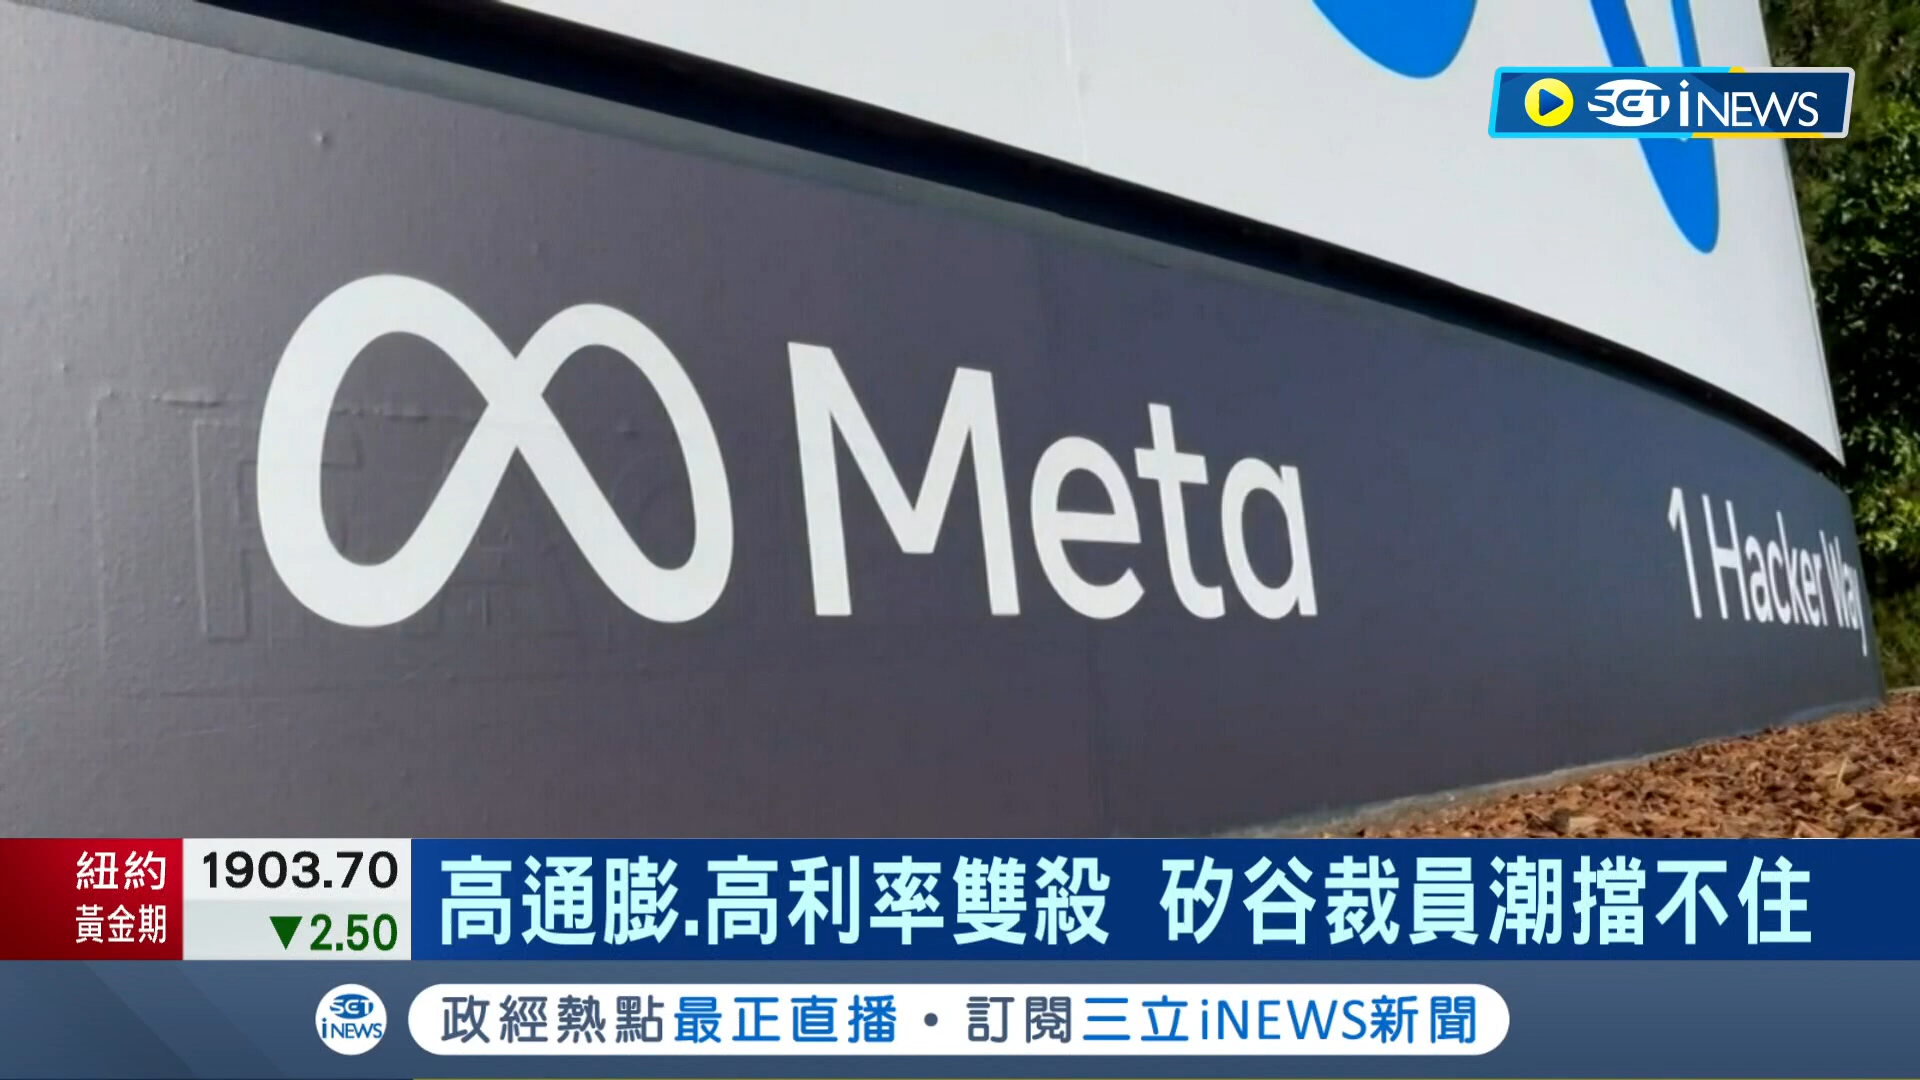 SET iNEWS
Meta
1 Hacker Way
紐約
黃金期
1903.70
▼2.50
高通膨.高利率雙殺 矽谷裁員潮擋不住
SET iNEWS
政經熱點最正直播・訂閱三立iNEWS新聞